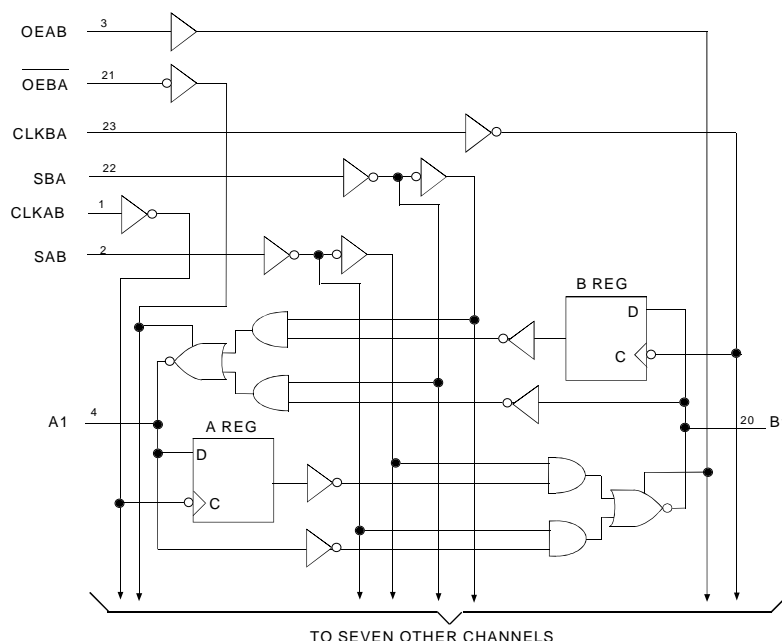 OEAB 3
OEBA 21
CLKBA 23
SBA 22
CLKAB 1
SAB 2
B REG
D
C
A1 4
20 B
A REG
D
C
TO SEVEN OTHER CHANNELS